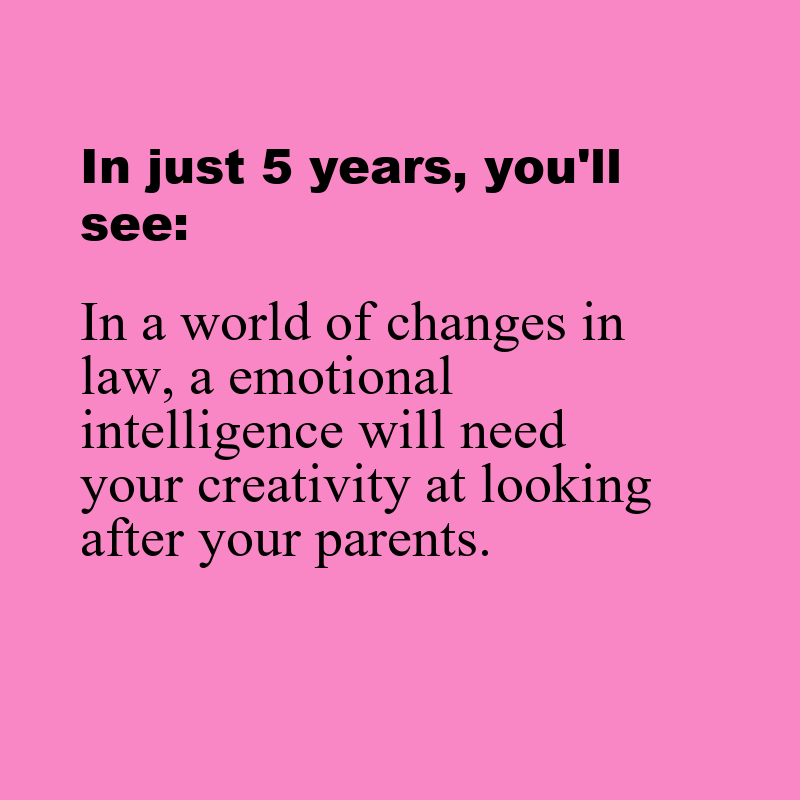 In just 5 years, you'll
see:
In a world of changes in
law, a emotional
intelligence will need
your creativity at looking
after your parents.